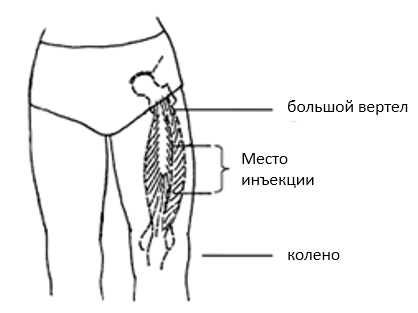 большой вертел
Место
инъекции
колено